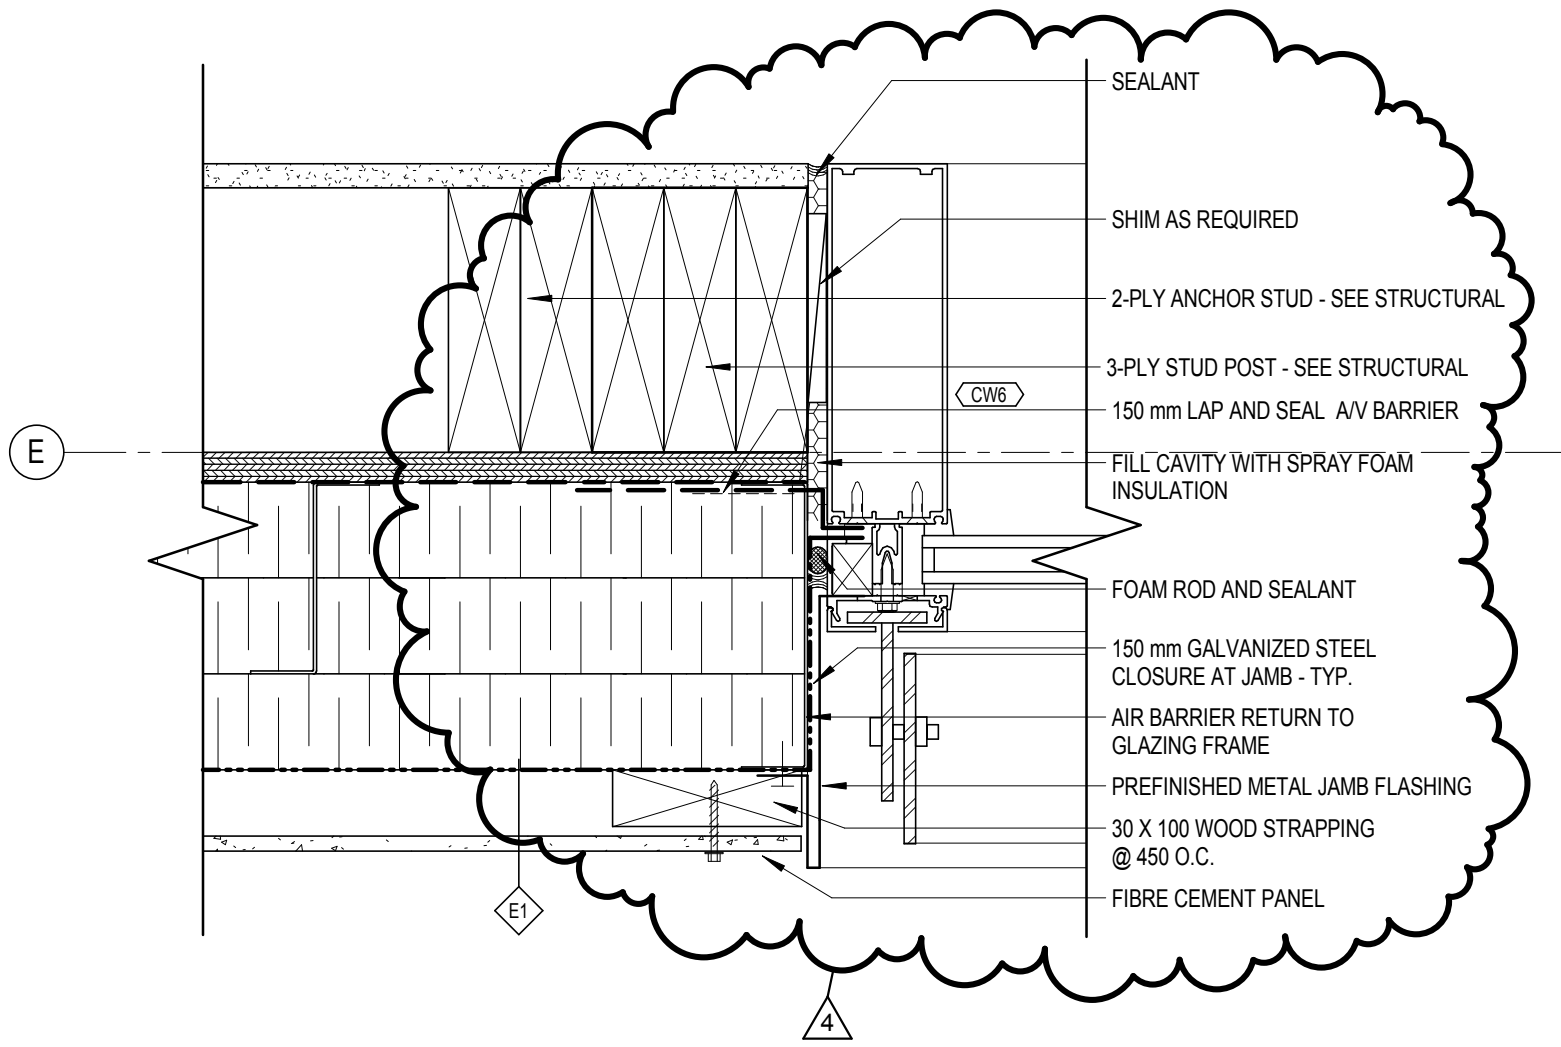 SEALANT
SHIM AS REQUIRED
2-PLY ANCHOR STUD - SEE STRUCTURAL
3-PLY STUD POST - SEE STRUCTURAL
CW6
150 mm LAP AND SEAL A/V BARRIER
E
FILL CAVITY WITH SPRAY FOAM
INSULATION
FOAM ROD AND SEALANT
150 mm GALVANIZED STEEL
CLOSURE AT JAMB - TYP.
AIR BARRIER RETURN TO
GLAZING FRAME
PREFINISHED METAL JAMB FLASHING
30 X 100 WOOD STRAPPING
@ 450 O.C.
FIBRE CEMENT PANEL
E1
4